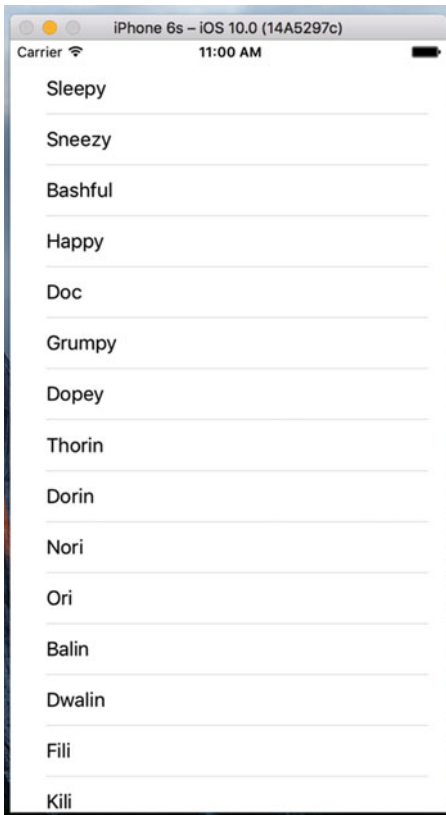 iPhone 6s – iOS 10.0 (14A5297c)
Carrier 11:00 AM
Sleepy
Sneezy
Bashful
Happy
Doc
Grumpy
Dopey
Thorin
Dorin
Nori
Ori
Balin
Dwalin
Fili
Kili